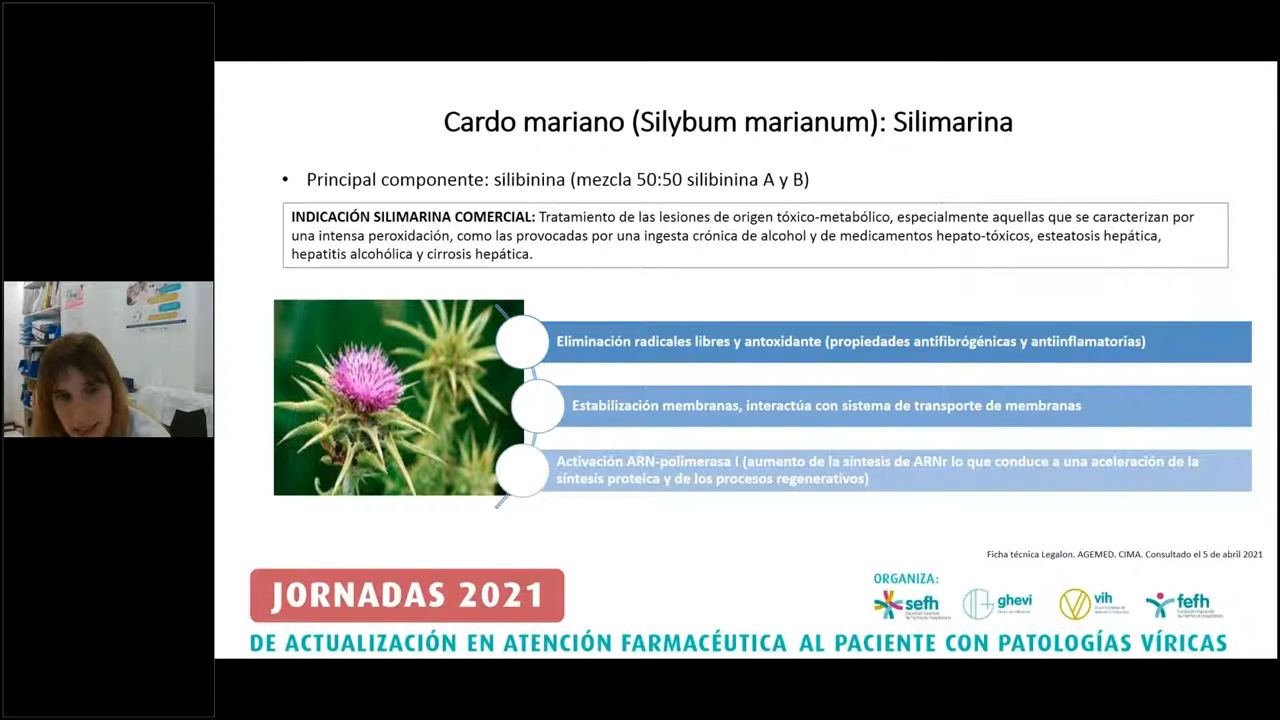 Cardo mariano (Silybum marianum): Silimarina
• Principal componente: silibinina (mezcla 50:50 silibinina A y B)
INDICACIÓN SILIMARINA COMERCIAL: Tratamiento de las lesiones de origen tóxico-metabólico, especialmente aquellas que se caracterizan por
una intensa peroxidación, como las provocadas por una ingesta crónica de alcohol y de medicamentos hepato-tóxicos, esteatosis hepática,
hepatitis alcohólica y cirrosis hepática.
Eliminación radicales libres y antoxidante (propiedades antifibrógénicas y antiinflamatorias)
Estabilización membranas, interactúa con sistema de transporte de membranas
Activación ARN-polimerasa I (aumento de la síntesis de ARNr lo que conduce a una aceleración de la
síntesis proteica y de los procesos regenerativos)
Ficha técnica Legalon. AGEMED. CIMA. Consultado el 5 de abril 2021
JORNADAS 2021
ORGANIZA:
sefh
ghevi
vih
fefh
DE ACTUALIZACIÓN EN ATENCIÓN FARMACÉUTICA AL PACIENTE CON PATOLOGÍAS VÍRICAS